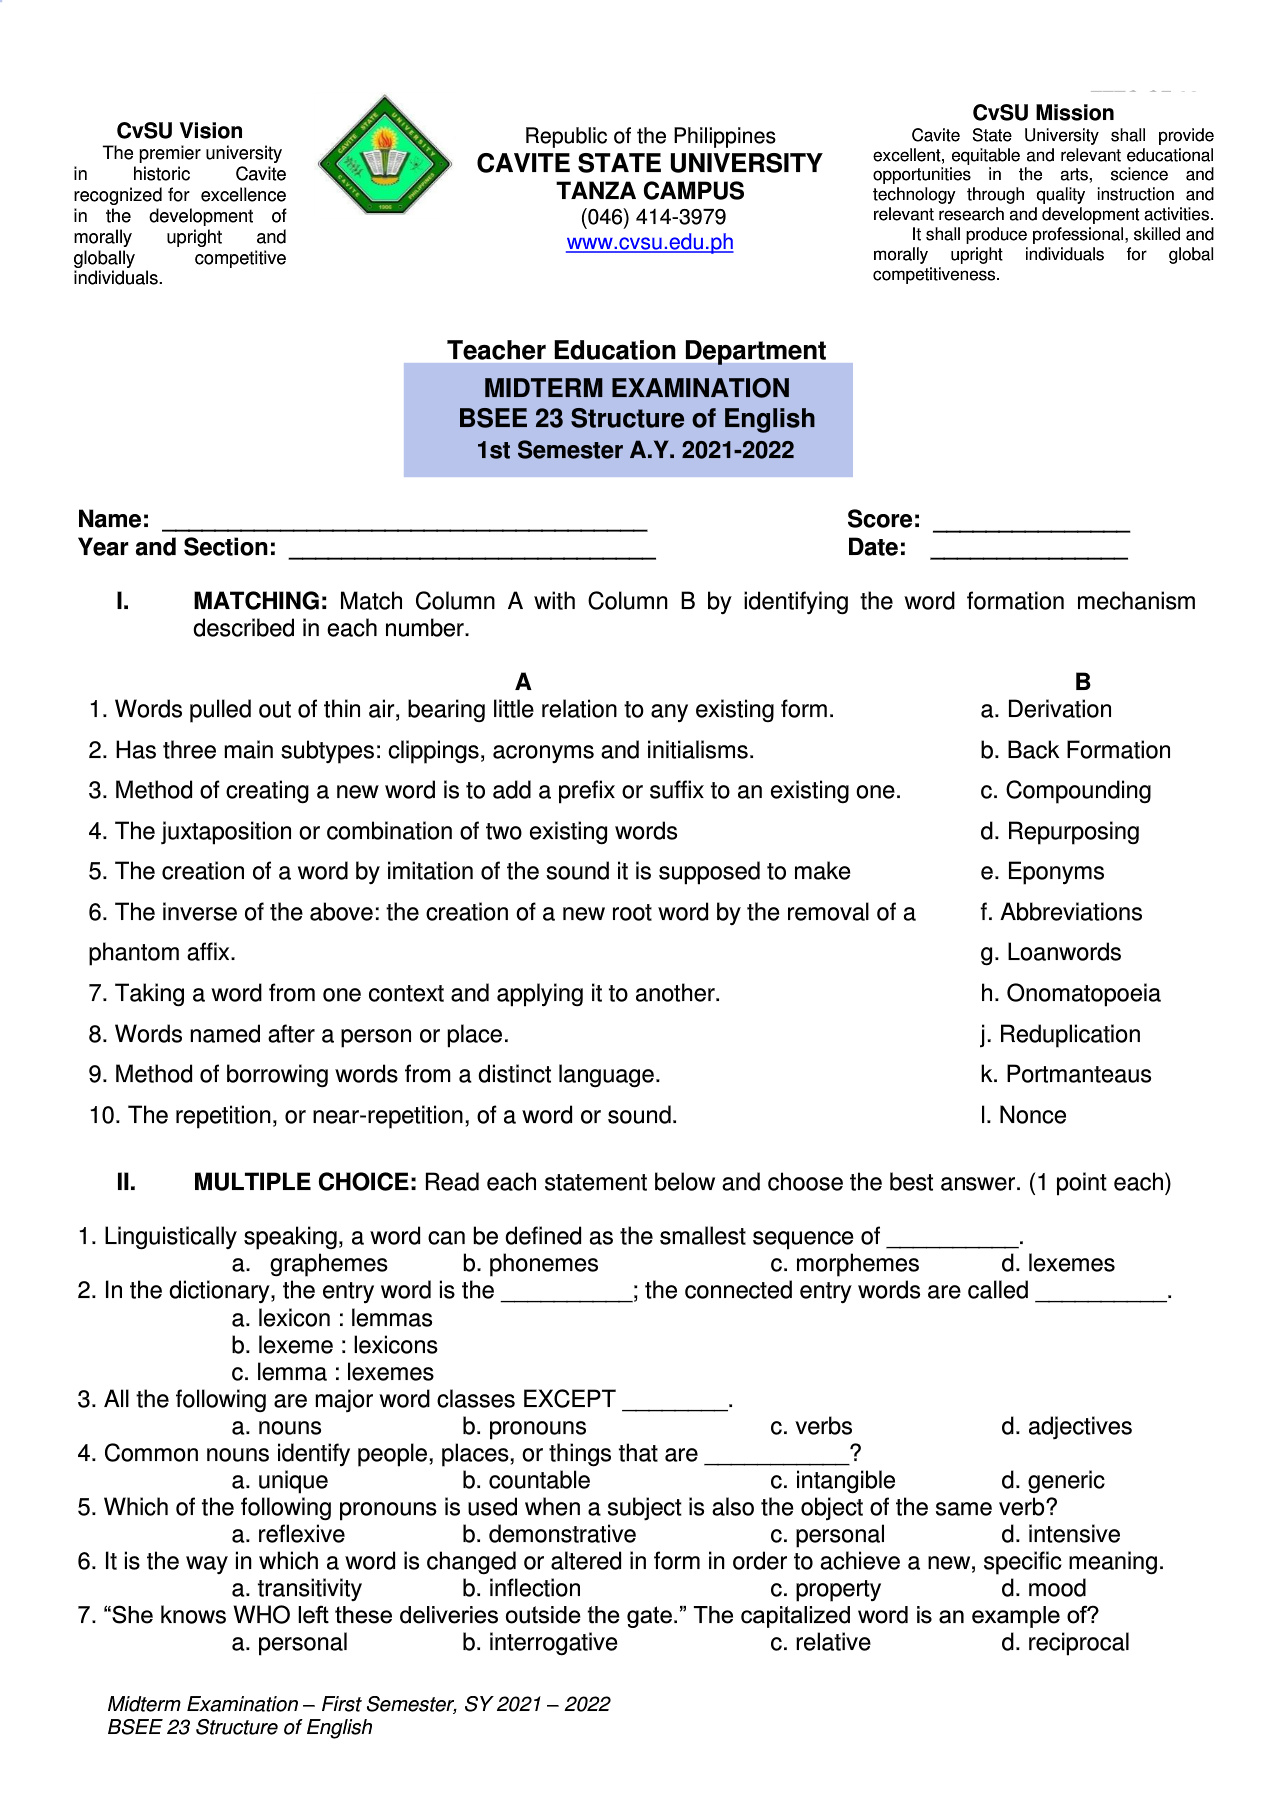 CvSU Vision
The premier university
in historic Cavite
recognized for excellence
in the development of
morally upright and
globally competitive
individuals.
CAVITE STATE UNIVERSITY
CAVITE PHILIPPINES
1906
Republic of the Philippines
CAVITE STATE UNIVERSITY
TANZA CAMPUS
(046) 414-3979
www.cvsu.edu.ph
CvSU Mission
Cavite State University shall provide
excellent, equitable and relevant educational
opportunities in the arts, science and
technology through quality instruction and
relevant research and development activities.
It shall produce professional, skilled and
morally upright individuals for global
competitiveness.
Teacher Education Department
MIDTERM EXAMINATION
BSEE 23 Structure of English
1st Semester A.Y. 2021-2022
Name: _____________________________________ Score: _______________
Year and Section: ____________________________ Date: _______________
I. MATCHING: Match Column A with Column B by identifying the word formation mechanism
described in each number.
A B
1. Words pulled out of thin air, bearing little relation to any existing form. a. Derivation
2. Has three main subtypes: clippings, acronyms and initialisms. b. Back Formation
3. Method of creating a new word is to add a prefix or suffix to an existing one. c. Compounding
4. The juxtaposition or combination of two existing words d. Repurposing
5. The creation of a word by imitation of the sound it is supposed to make e. Eponyms
6. The inverse of the above: the creation of a new root word by the removal of a f. Abbreviations
phantom affix. g. Loanwords
7. Taking a word from one context and applying it to another. h. Onomatopoeia
8. Words named after a person or place. j. Reduplication
9. Method of borrowing words from a distinct language. k. Portmanteaus
10. The repetition, or near-repetition, of a word or sound. l. Nonce
II. MULTIPLE CHOICE: Read each statement below and choose the best answer. (1 point each)
1. Linguistically speaking, a word can be defined as the smallest sequence of __________.
a. graphemes b. phonemes c. morphemes d. lexemes
2. In the dictionary, the entry word is the __________; the connected entry words are called __________.
a. lexicon : lemmas
b. lexeme : lexicons
c. lemma : lexemes
3. All the following are major word classes EXCEPT ________.
a. nouns b. pronouns c. verbs d. adjectives
4. Common nouns identify people, places, or things that are ___________?
a. unique b. countable c. intangible d. generic
5. Which of the following pronouns is used when a subject is also the object of the same verb?
a. reflexive b. demonstrative c. personal d. intensive
6. It is the way in which a word is changed or altered in form in order to achieve a new, specific meaning.
a. transitivity b. inflection c. property d. mood
7. “She knows WHO left these deliveries outside the gate.” The capitalized word is an example of?
a. personal b. interrogative c. relative d. reciprocal
Midterm Examination – First Semester, SY 2021 – 2022
BSEE 23 Structure of English